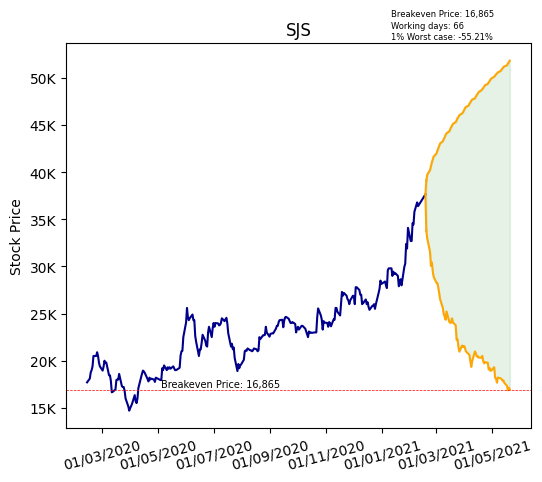 Breakeven Price: 16,865
Working days: 66
1% Worst case: -55.21%
SJS
50K
45K
40K
35K
30K
25K
20K
15K
Stock Price
Breakeven Price: 16,865
01/03/2020
01/05/2020
01/07/2020
01/09/2020
01/11/2020
01/01/2021
01/03/2021
01/05/2021